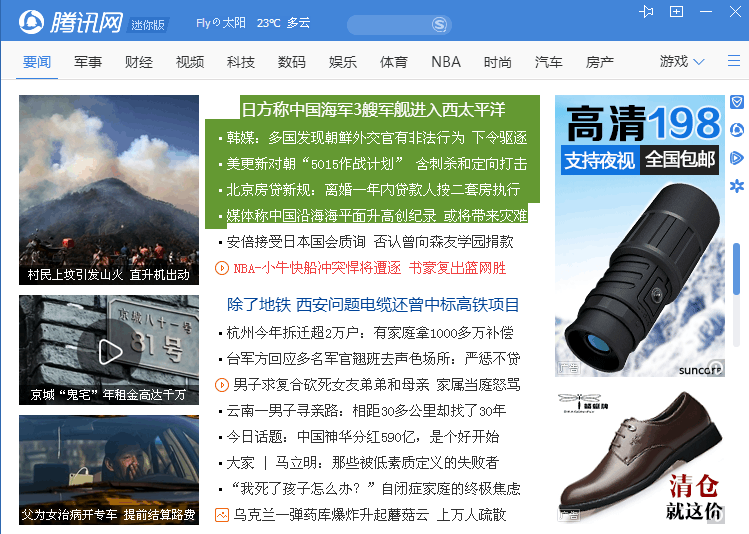 腾讯网 迷你版 Fly の太阳 23℃ 多云
要闻 军事 财经 视频 科技 数码 娱乐 体育 NBA 时尚 汽车 房产 游戏
日方称中国海军3艘军舰进入西太平洋
韩媒：多国发现朝鲜外交官有非法行为 下令驱逐
美更新对朝“5015作战计划” 含刺杀和定向打击
北京房贷新规：离婚一年内贷款人按二套房执行
媒体称中国沿海海平面升高创纪录 或将带来灾难
安倍接受日本国会质询 否认曾向森友学园捐款
NBA-小牛快船冲突悍将遭逐 书豪复出篮网胜
村民上坟引发山火 直升机出动
除了地铁 西安问题电缆还曾中标高铁项目
杭州今年拆迁超2万户：有家庭拿1000多万补偿
台军方回应多名军官翘班去声色场所：严惩不贷
男子求复合砍死女友弟弟和母亲 家属当庭怒骂
京城八十一号
81号
京城“鬼宅”年租金高达千万
云南一男子寻亲路：相距30多公里却找了30年
今日话题：中国神华分红590亿，是个好开始
大家 | 马立明：那些被低素质定义的失败者
“我死了孩子怎么办？”自闭症家庭的终极焦虑
乌克兰一弹药库爆炸升起蘑菇云 上万人疏散
父为女治病开专车 提前结算路费
高清198
支持夜视 全国包邮
广告
suncore
蜻蜓牌
清仓
就这价
广告